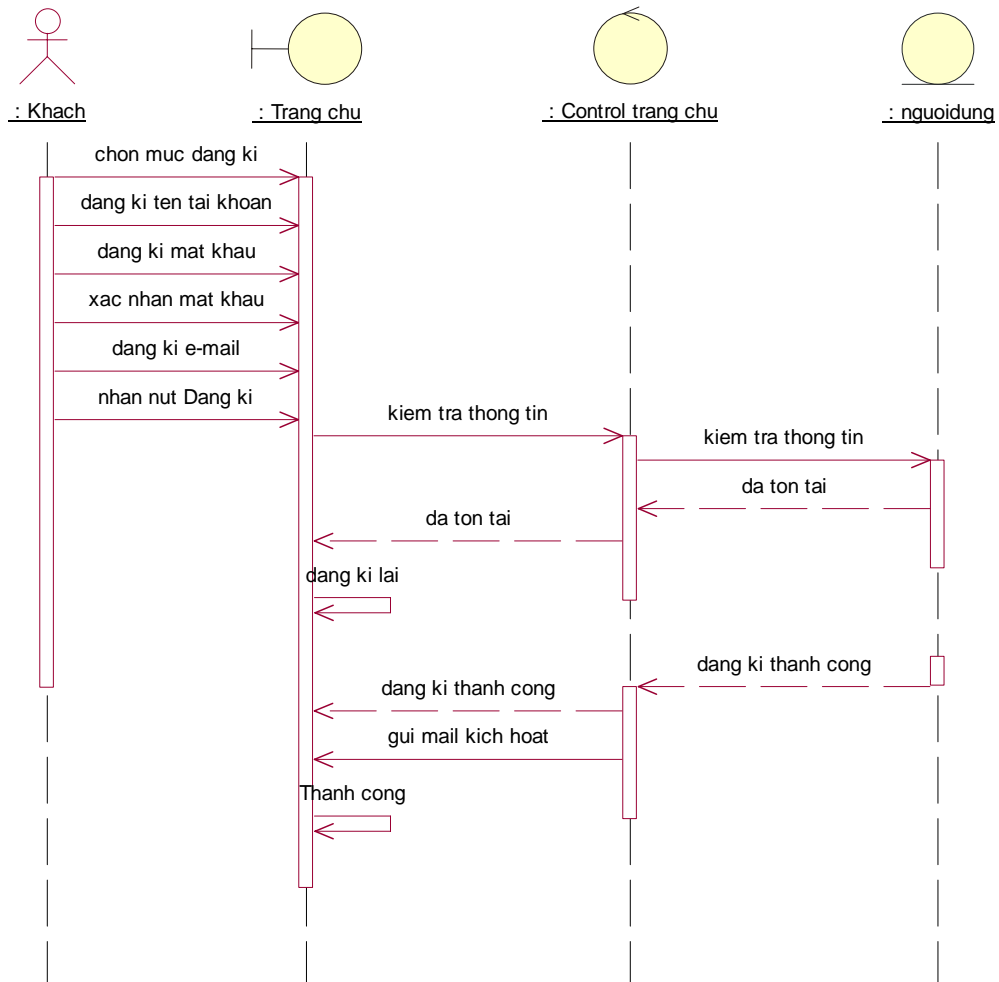 : Khach
: Trang chu
: Control trang chu
: nguoidung
chon muc dang ki
dang ki ten tai khoan
dang ki mat khau
xac nhan mat khau
dang ki e-mail
nhan nut Dang ki
kiem tra thong tin
kiem tra thong tin
da ton tai
da ton tai
dang ki lai
dang ki thanh cong
dang ki thanh cong
gui mail kich hoat
Thanh cong